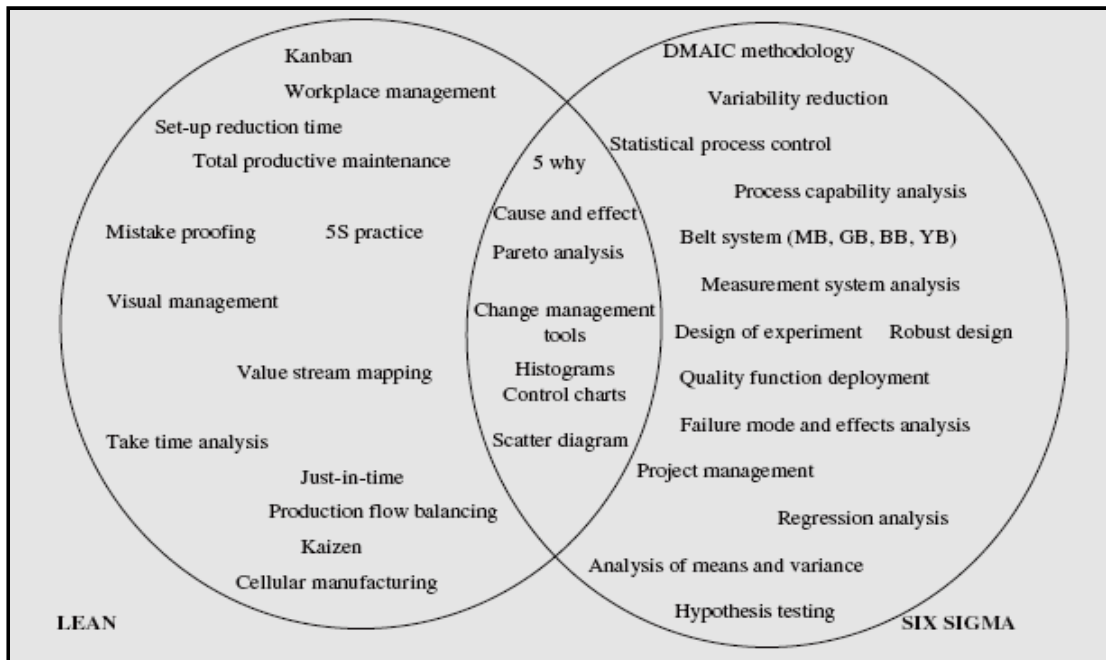 Kanban
Workplace management
Set-up reduction time
Total productive maintenance
Mistake proofing
5S practice
Visual management
Value stream mapping
Take time analysis
Just-in-time
Production flow balancing
Kaizen
Cellular manufacturing
LEAN
5 why
Cause and effect
Pareto analysis
Change management
tools
Histograms
Control charts
Scatter diagram
DMAIC methodology
Variability reduction
Statistical process control
Process capability analysis
Belt system (MB, GB, BB, YB)
Measurement system analysis
Design of experiment
Robust design
Quality function deployment
Failure mode and effects analysis
Project management
Regression analysis
Analysis of means and variance
Hypothesis testing
SIX SIGMA